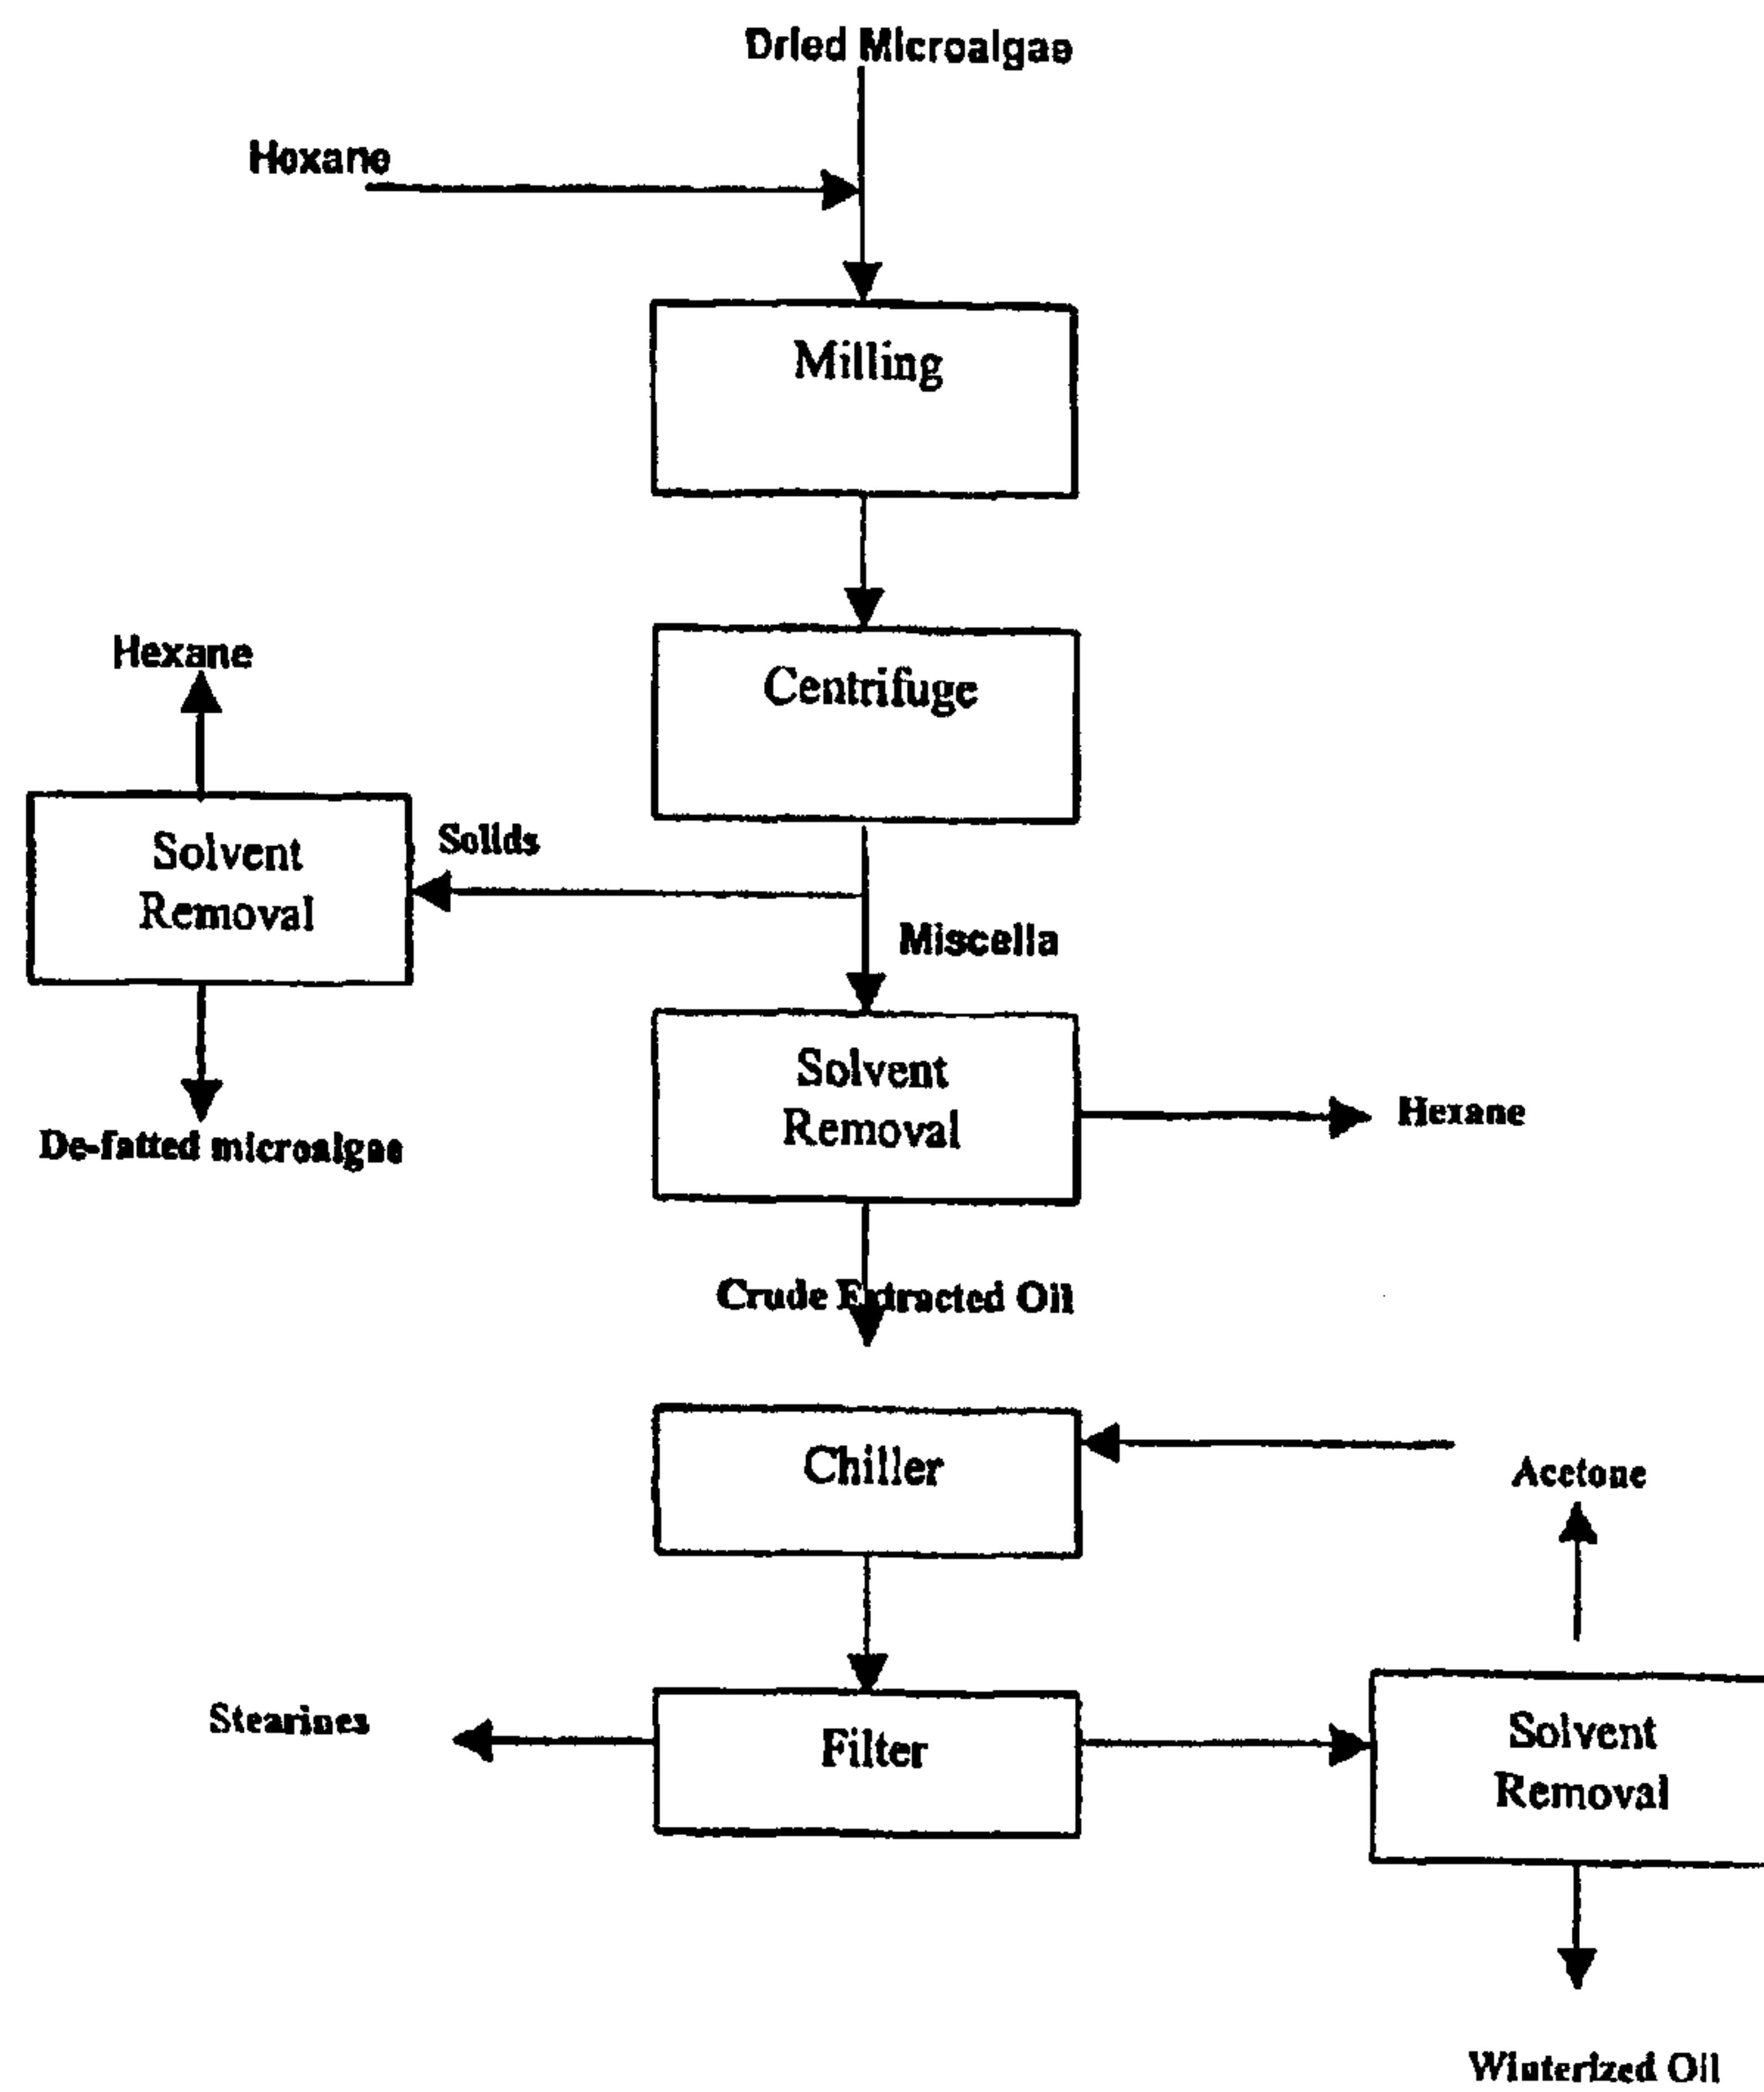 Dried Microalgae
Hexane
Milling
Centrifuge
Hexane
Solvent
Removal
Solids
Miscella
Solvent
Removal
Hexane
De-fatted microalgae
Crude Extracted Oil
Chiller
Acetone
Stearines
Filter
Solvent
Removal
Winterized Oil